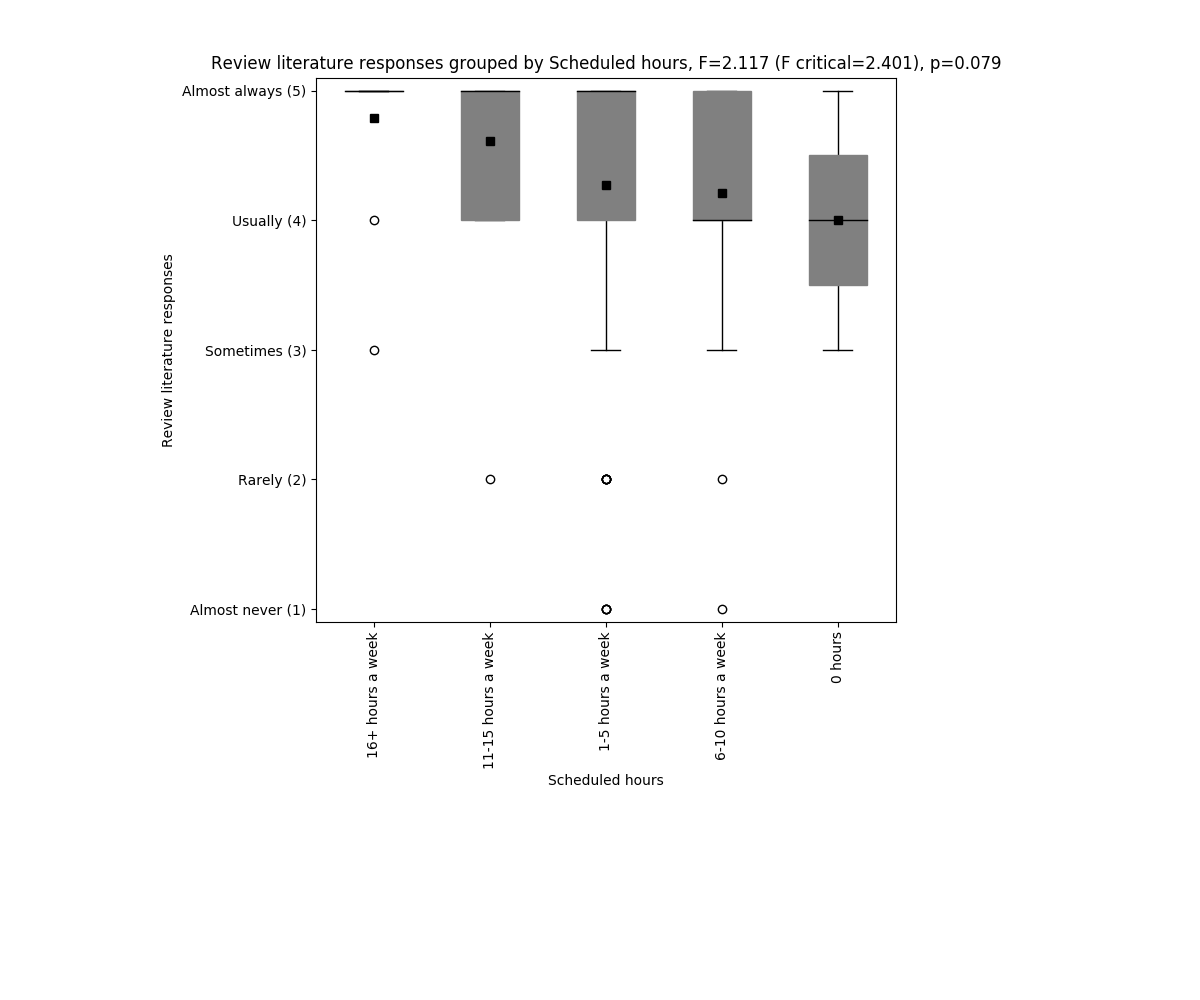 Review literature responses grouped by Scheduled hours, F=2.117 (F critical=2.401), p=0.079
Almost always (5)
Usually (4)
Sometimes (3)
Rarely (2)
Almost never (1)
Review literature responses
16+ hours a week
11-15 hours a week
1-5 hours a week
6-10 hours a week
0 hours
Scheduled hours